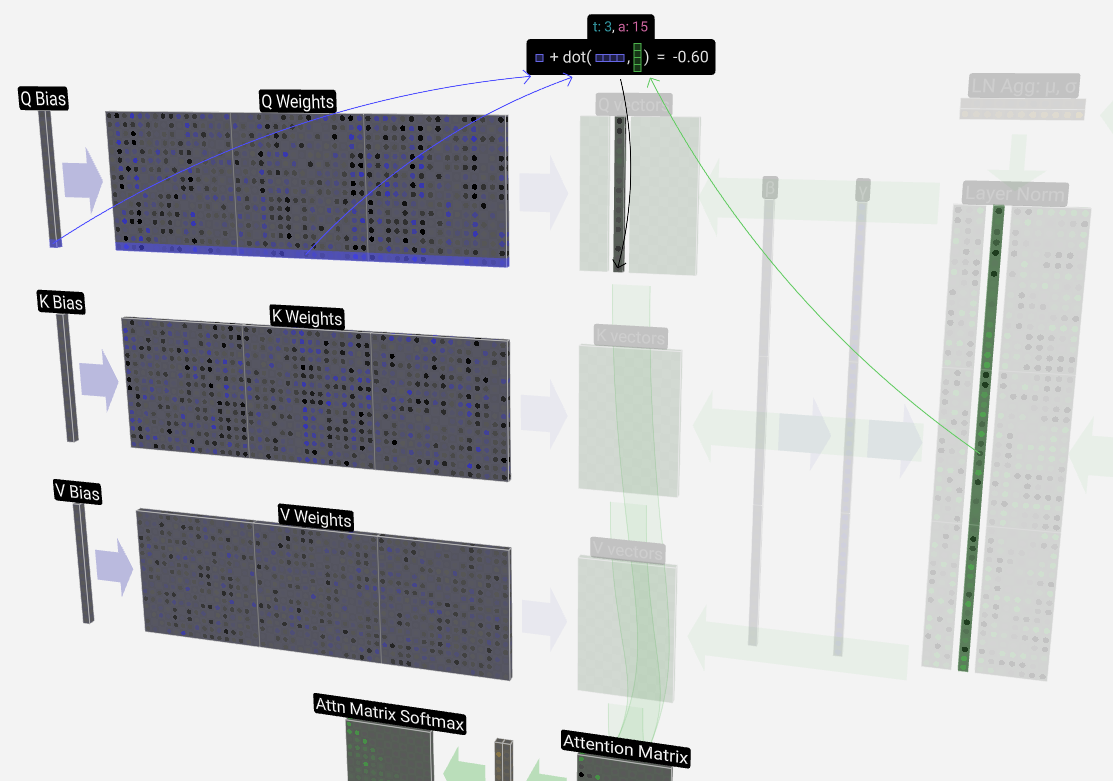 t: 3, a: 15
+ dot( , ) = -0.60
Q Bias
Q Weights
Q vectors
LN Agg: μ, σ
β
γ
Layer Norm
K Bias
K Weights
K vectors
V Bias
V Weights
V vectors
Attn Matrix Softmax
Attention Matrix